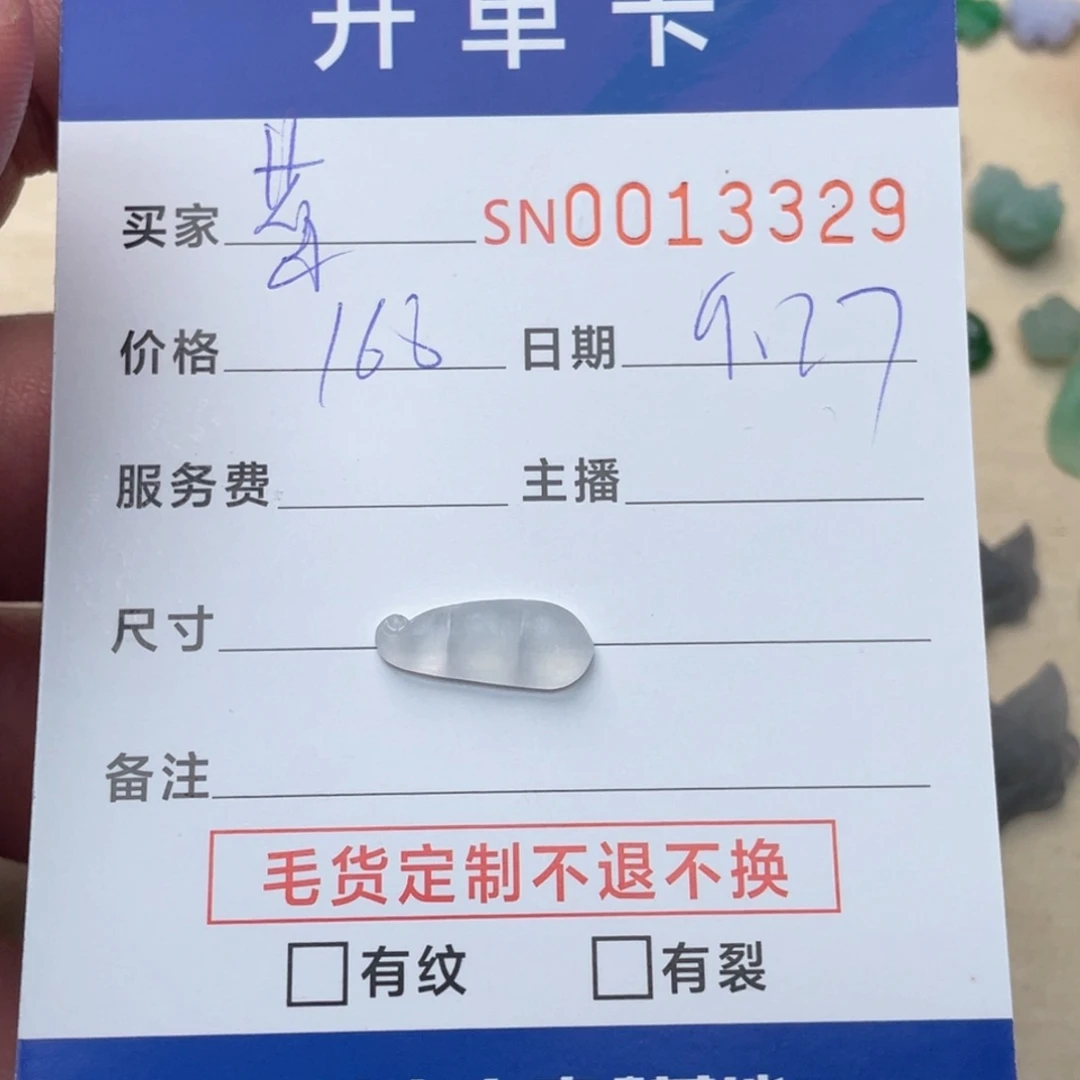 开单卡
买家 SN0013329
价格 168 日期 9.27
服务费 主播
尺寸
备注
毛货定制不退不换
有纹 有裂